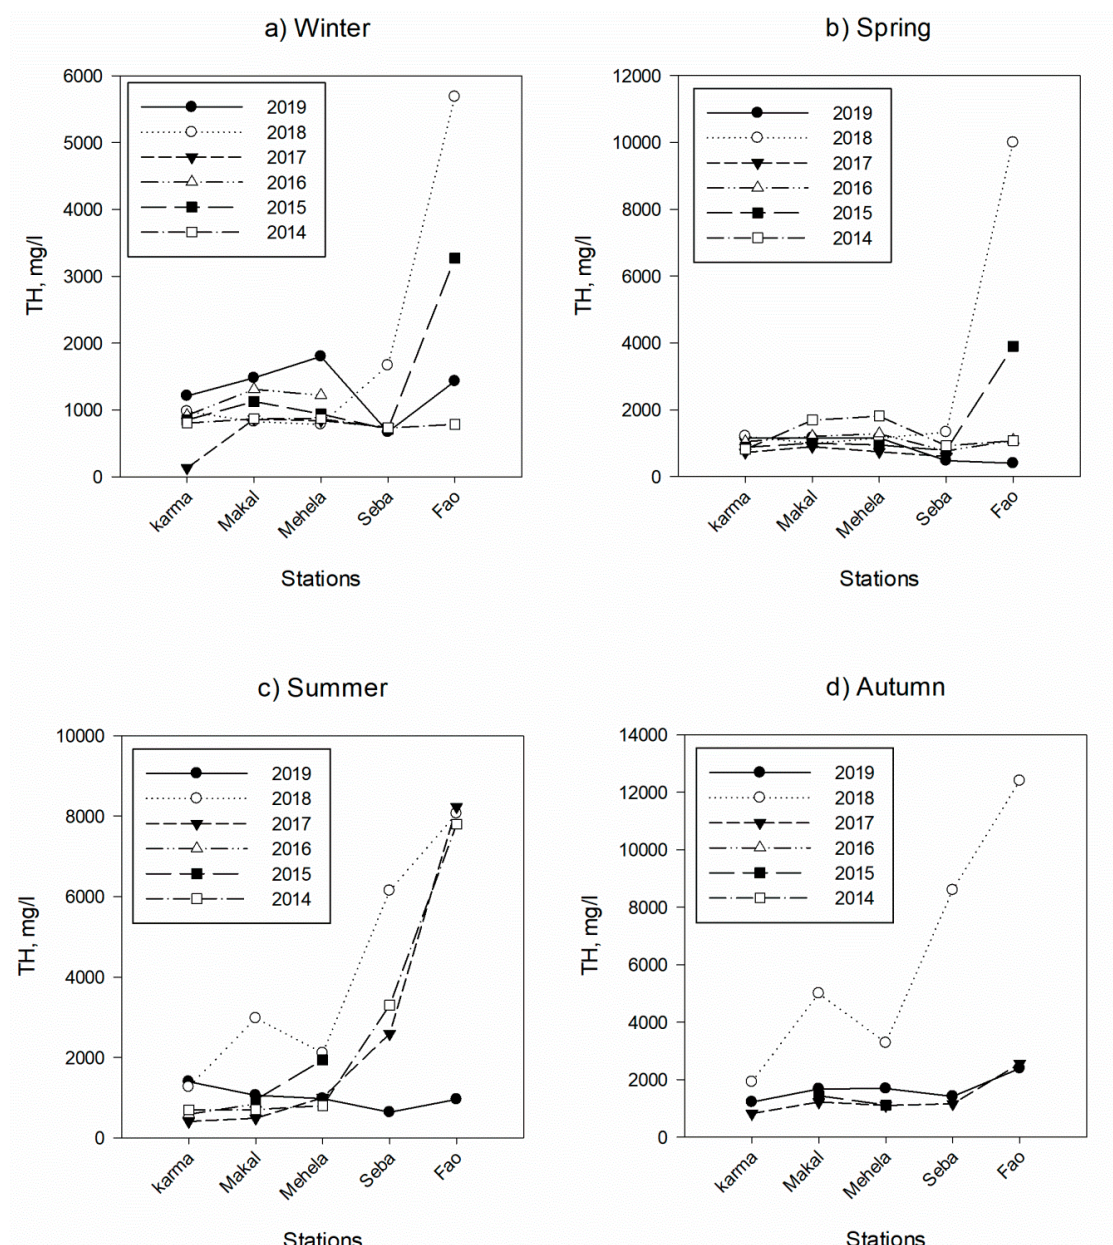 a) Winter
TH, mg/l
6000
5000
4000
3000
2000
1000
0
2019
2018
2017
2016
2015
2014
karma
Makal
Mehela
Seba
Fao
Stations
b) Spring
TH, mg/l
12000
10000
8000
6000
4000
2000
0
2019
2018
2017
2016
2015
2014
karma
Makal
Mehela
Seba
Fao
Stations
c) Summer
TH, mg/l
10000
8000
6000
4000
2000
0
2019
2018
2017
2016
2015
2014
karma
Makal
Mehela
Seba
Fao
Stations
d) Autumn
TH, mg/l
14000
12000
10000
8000
6000
4000
2000
0
2019
2018
2017
2016
2015
2014
karma
Makal
Mehela
Seba
Fao
Stations